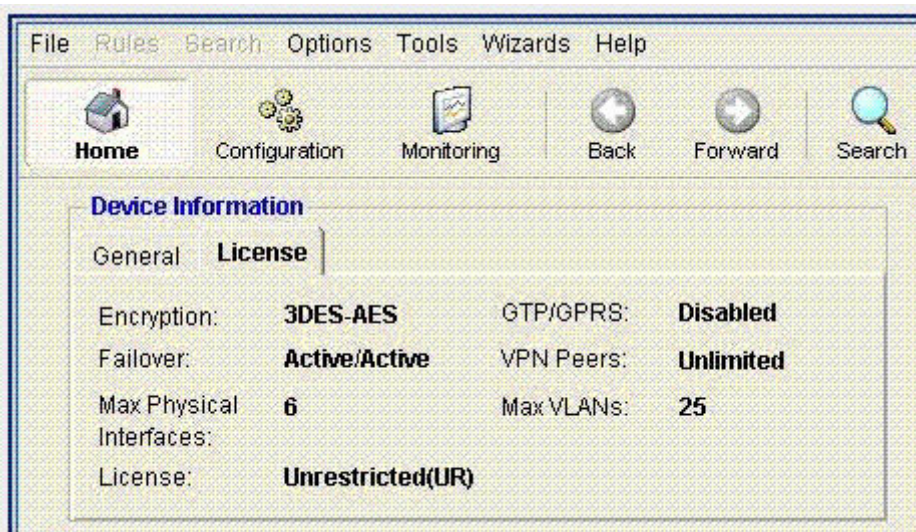 File Rules Search Options Tools Wizards Help
Home Configuration Monitoring Back Forward Search
Device Information
General License
Encryption: 3DES-AES GTP/GPRS: Disabled
Failover: Active/Active VPN Peers: Unlimited
Max Physical Interfaces: 6 Max VLANs: 25
License: Unrestricted(UR)